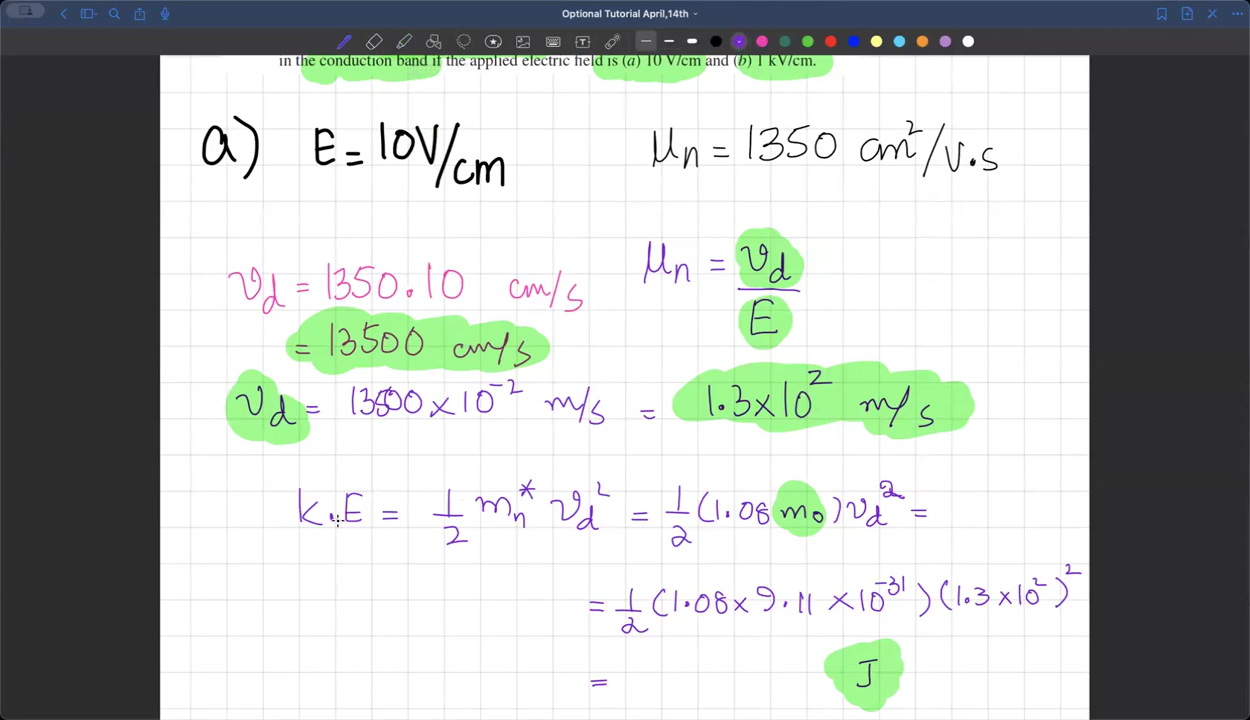 Optional Tutorial April,14th
in the conduction band if the applied electric field is (a) 10 V/cm and (b) 1 kV/cm.
a) E = 10V/cm
μn = 1350 cm²/V.s
μn = vd/E
vd = 1350.10 cm/s
= 13500 cm/s
vd = 13500 × 10⁻² m/s = 1.3×10² m/s
K.E = 1/2 mn* vd² = 1/2 (1.08 m0) vd² =
= 1/2 (1.08 × 9.11 × 10⁻³¹) (1.3 × 10²)²
= J